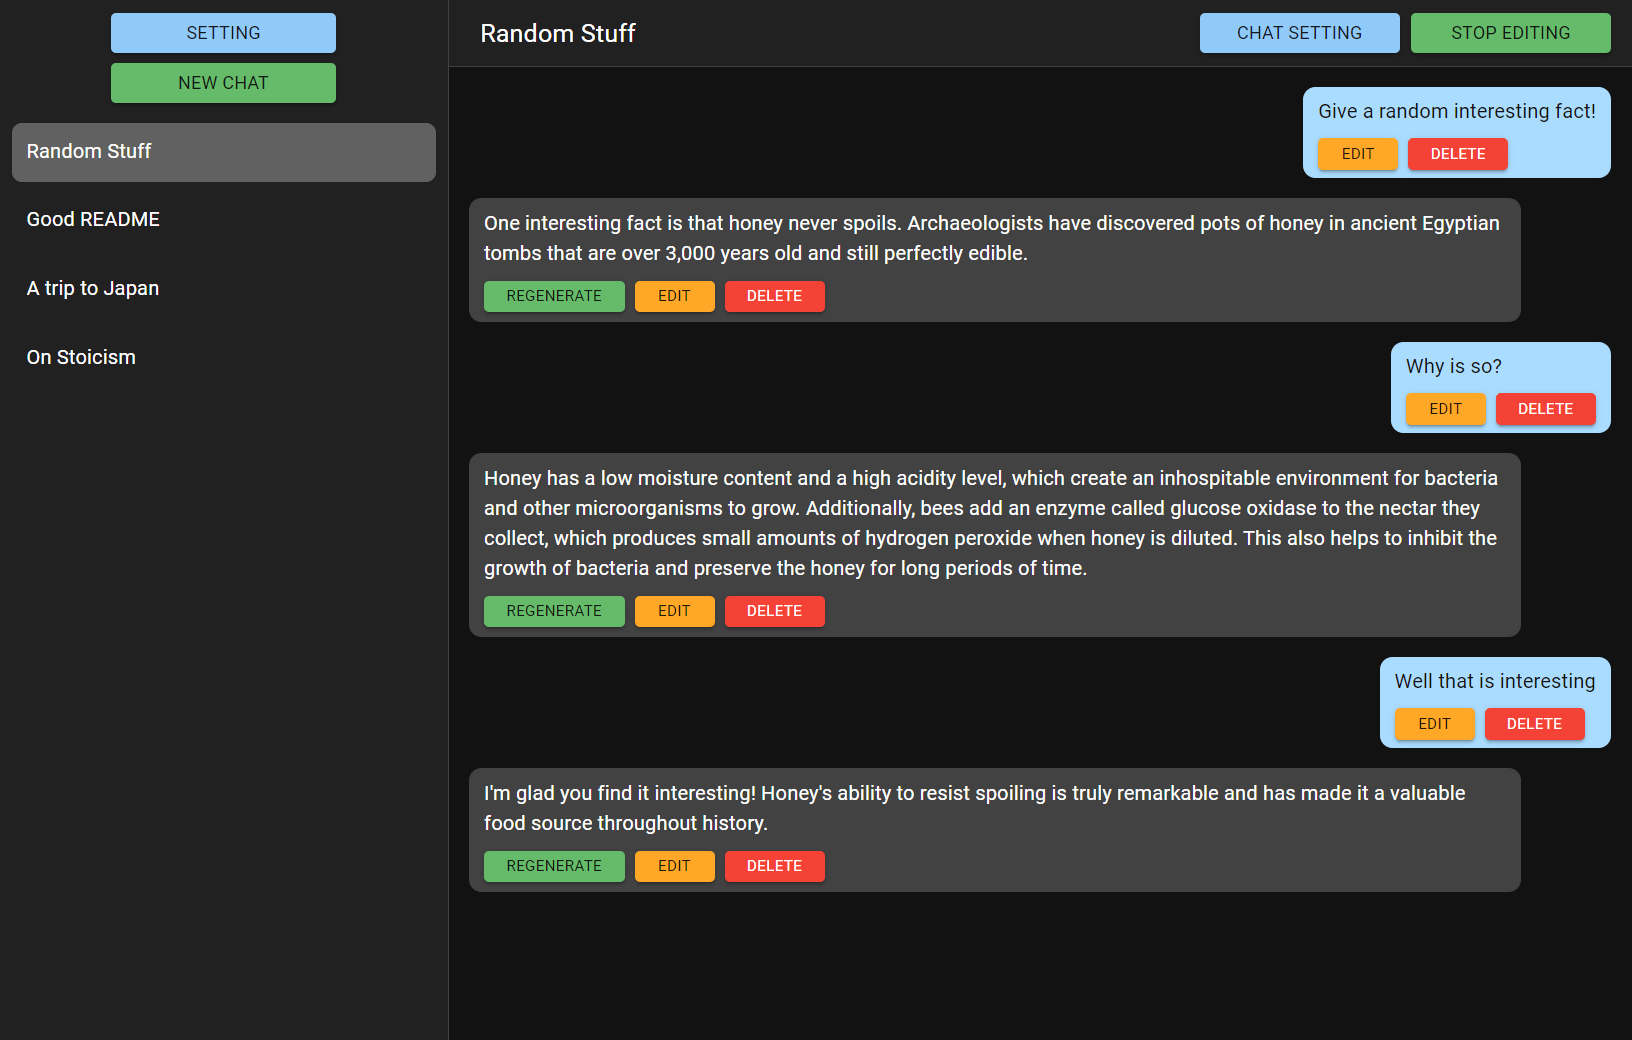 SETTING
NEW CHAT
Random Stuff
Good README
A trip to Japan
On Stoicism
Random Stuff
CHAT SETTING
STOP EDITING
Give a random interesting fact!
EDIT
DELETE
One interesting fact is that honey never spoils. Archaeologists have discovered pots of honey in ancient Egyptian
tombs that are over 3,000 years old and still perfectly edible.
REGENERATE
EDIT
DELETE
Why is so?
EDIT
DELETE
Honey has a low moisture content and a high acidity level, which create an inhospitable environment for bacteria
and other microorganisms to grow. Additionally, bees add an enzyme called glucose oxidase to the nectar they
collect, which produces small amounts of hydrogen peroxide when honey is diluted. This also helps to inhibit the
growth of bacteria and preserve the honey for long periods of time.
REGENERATE
EDIT
DELETE
Well that is interesting
EDIT
DELETE
I'm glad you find it interesting! Honey's ability to resist spoiling is truly remarkable and has made it a valuable
food source throughout history.
REGENERATE
EDIT
DELETE